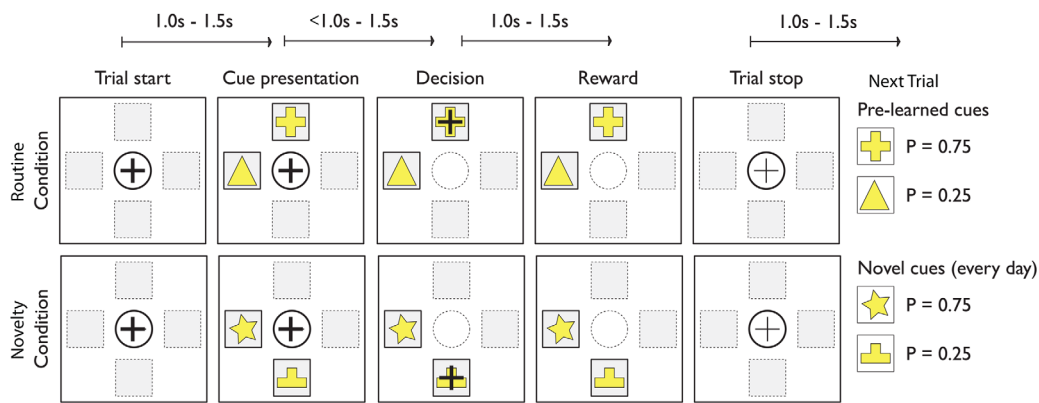 1.0s - 1.5s
<1.0s - 1.5s
1.0s - 1.5s
1.0s - 1.5s
Trial start
Cue presentation
Decision
Reward
Trial stop
Next Trial
Routine
Condition
Pre-learned cues
P = 0.75
P = 0.25
Novelty
Condition
Novel cues (every day)
P = 0.75
P = 0.25